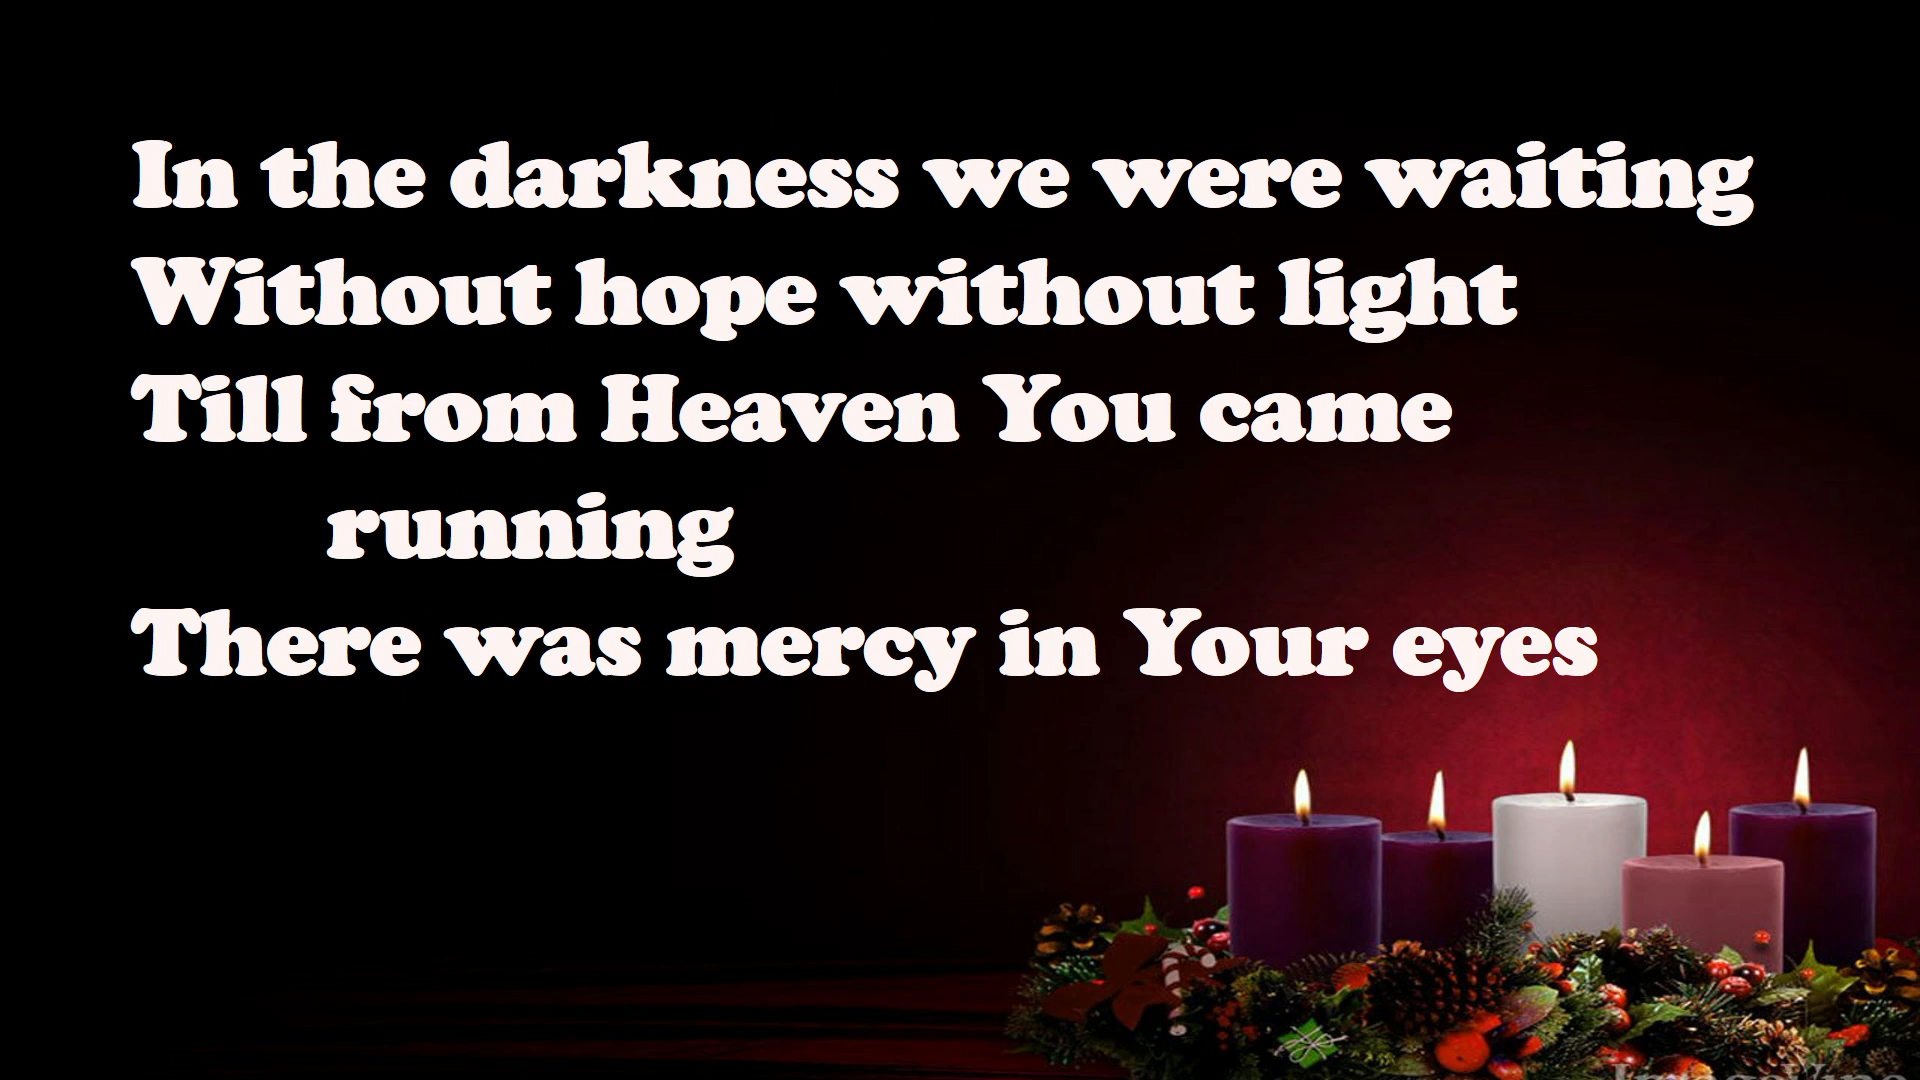 In the darkness we were waiting
Without hope without light
Till from Heaven You came
running
There was mercy in Your eyes